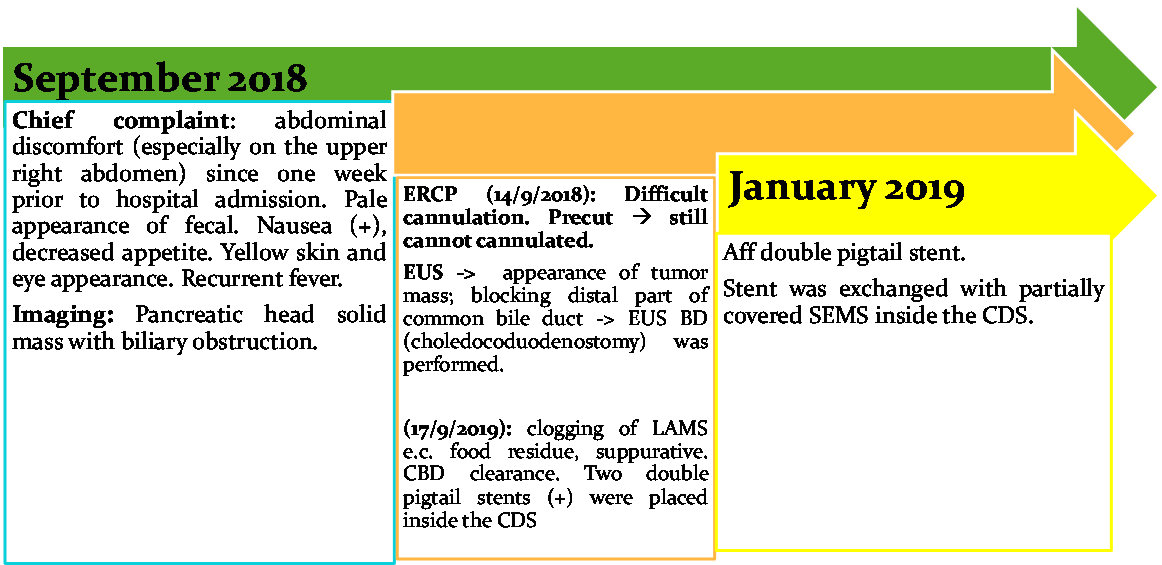 September 2018
Chief complaint: abdominal
discomfort (especially on the upper
right abdomen) since one week
prior to hospital admission. Pale
appearance of fecal. Nausea (+),
decreased appetite. Yellow skin and
eye appearance. Recurrent fever.
Imaging: Pancreatic head solid
mass with biliary obstruction.
ERCP (14/9/2018): Difficult
cannulation. Precut → still
cannot cannulated.
EUS -> appearance of tumor
mass; blocking distal part of
common bile duct -> EUS BD
(choledocoduodenostomy) was
performed.
(17/9/2019): clogging of LAMS
e.c. food residue, suppurative.
CBD clearance. Two double
pigtail stents (+) were placed
inside the CDS
January 2019
Aff double pigtail stent.
Stent was exchanged with partially
covered SEMS inside the CDS.